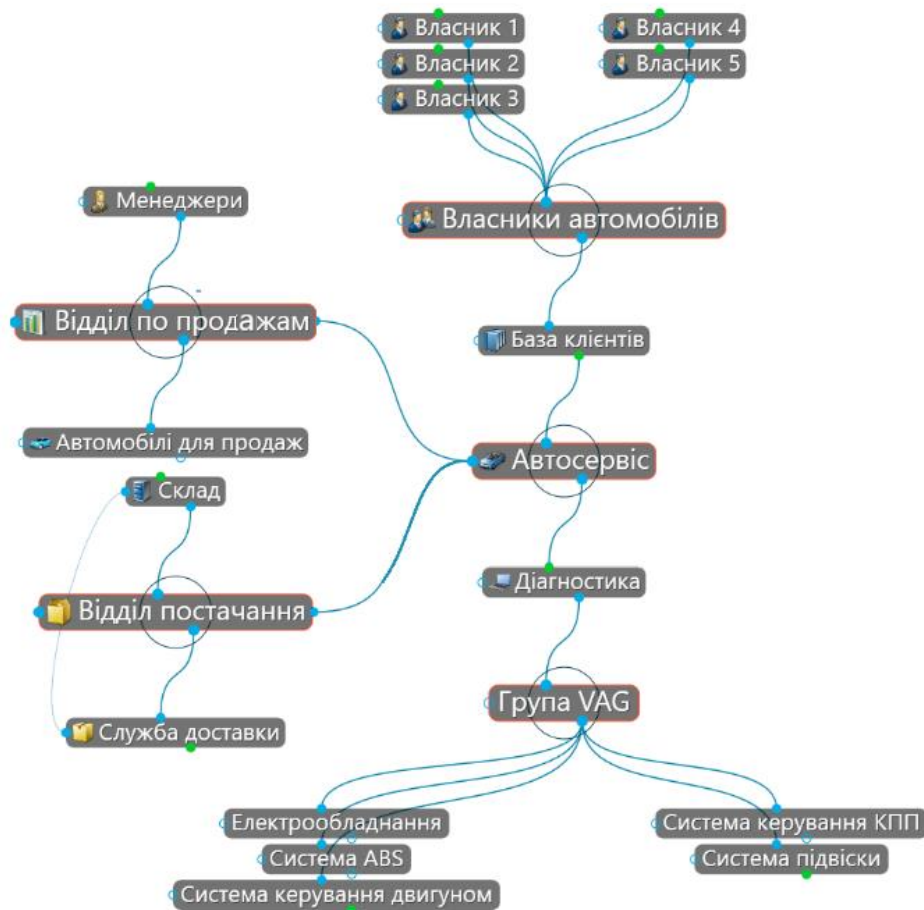 Власник 1
Власник 4
Власник 2
Власник 5
Власник 3
Менеджери
Власники автомобілів
Відділ по продажам
База клієнтів
Автомобілі для продаж
Автосервіс
Склад
Діагностика
Відділ постачання
Група VAG
Служба доставки
Електрообладнання
Система керування КПП
Система ABS
Система підвіски
Система керування двигуном